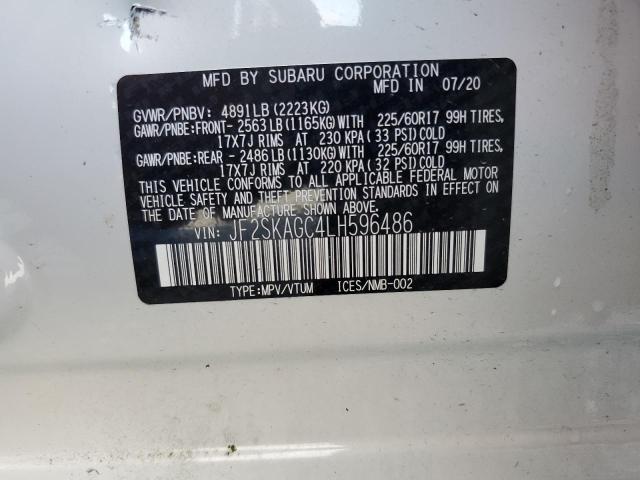 MFD BY SUBARU CORPORATION
MFD IN 07/20
GVWR/PNBV: 4891LB(2223KG)
GAWR/PNBE:FRONT- 2563LB(1165KG)WITH 225/60R17 99H TIRES,
17X7J RIMS AT 230 KPA(33 PSI)COLD
GAWR/PNBE:REAR - 2486LB(1130KG)WITH 225/60R17 99H TIRES,
17X7J RIMS AT 220 KPA(32 PSI)COLD
THIS VEHICLE CONFORMS TO ALL APPLICABLE FEDERAL MOTOR
VEHICLE SAFETY AND THEFT PREVENTION STANDARDS IN EFFECT
ON THE DATE OF MANUFACTURE SHOWN ABOVE.
VIN: JF2SKAGC4LH596486
TYPE:MPV/VTUM ICES/NMB-002